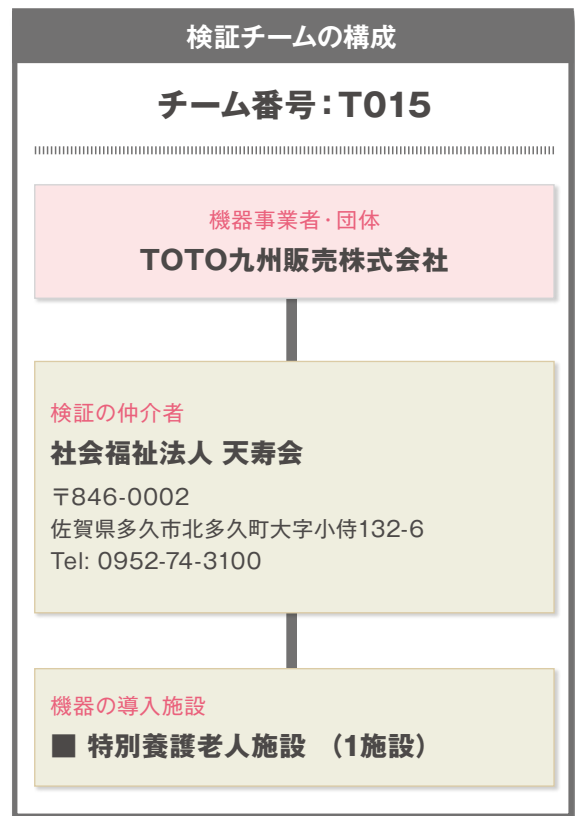 検証チームの構成
チーム番号：T015
機器事業者・団体
TOTO九州販売株式会社
検証の仲介者
社会福祉法人 天寿会
〒846-0002
佐賀県多久市北多久町大字小侍132-6
Tel: 0952-74-3100
機器の導入施設
■ 特別養護老人施設 （1施設）